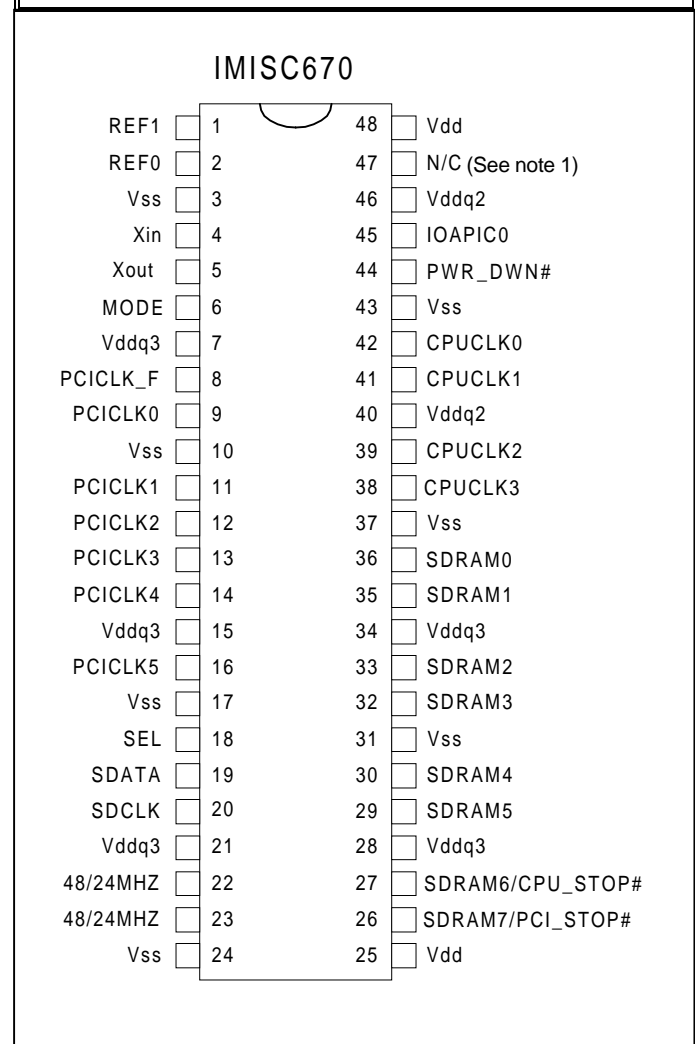 IMISC670
REF1 1 48 Vdd
REF0 2 47 N/C (See note 1)
Vss 3 46 Vddq2
Xin 4 45 IOAPIC0
Xout 5 44 PWR_DWN#
MODE 6 43 Vss
Vddq3 7 42 CPUCLK0
PCICLK_F 8 41 CPUCLK1
PCICLK0 9 40 Vddq2
Vss 10 39 CPUCLK2
PCICLK1 11 38 CPUCLK3
PCICLK2 12 37 Vss
PCICLK3 13 36 SDRAM0
PCICLK4 14 35 SDRAM1
Vddq3 15 34 Vddq3
PCICLK5 16 33 SDRAM2
Vss 17 32 SDRAM3
SEL 18 31 Vss
SDATA 19 30 SDRAM4
SDCLK 20 29 SDRAM5
Vddq3 21 28 Vddq3
48/24MHZ 22 27 SDRAM6/CPU_STOP#
48/24MHZ 23 26 SDRAM7/PCI_STOP#
Vss 24 25 Vdd